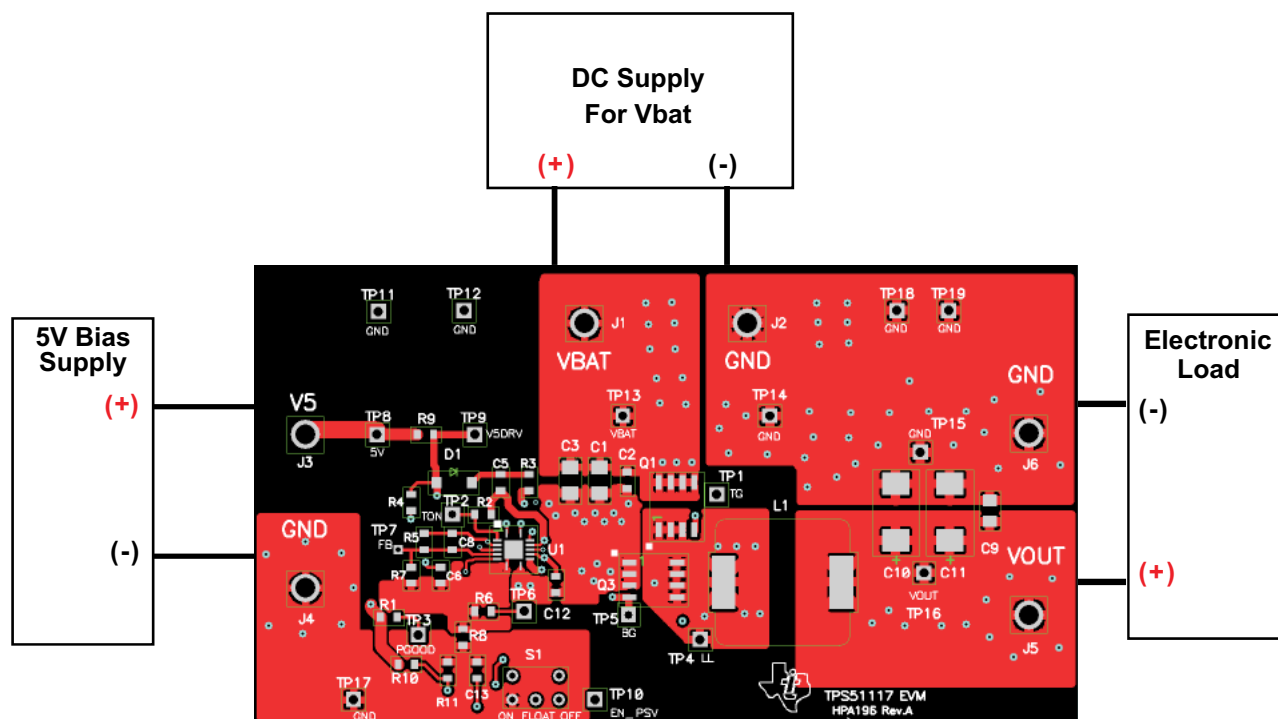 DC Supply
For Vbat
(+)
(-)
5V Bias
Supply
(+)
(-)
Electronic
Load
(-)
(+)
TP11
GND
TP12
GND
J1
VBAT
J2
GND
TP18
GND
TP19
GND
GND
V5
J3
TP8
5V
R9
TP9
V5DRV
TP13
VBAT
TP14
GND
TP15
GND
J6
D1
C5
R3
C3
C1
C2
Q1
TP1
TG
L1
R4
TP2
TON
R2
GND
TP7
FB
R5
C8
U1
C9
VOUT
R7
C6
Q3
C10
C11
VOUT
TP16
J4
R1
TP3
PGOOD
R6
TP6
C12
TP5
BG
J5
R8
TP4
LL
R10
R11
C13
S1
TP17
GND
ON FLOAT OFF
TP10
EN_PSV
TPS51117 EVM
HPA196 Rev.A